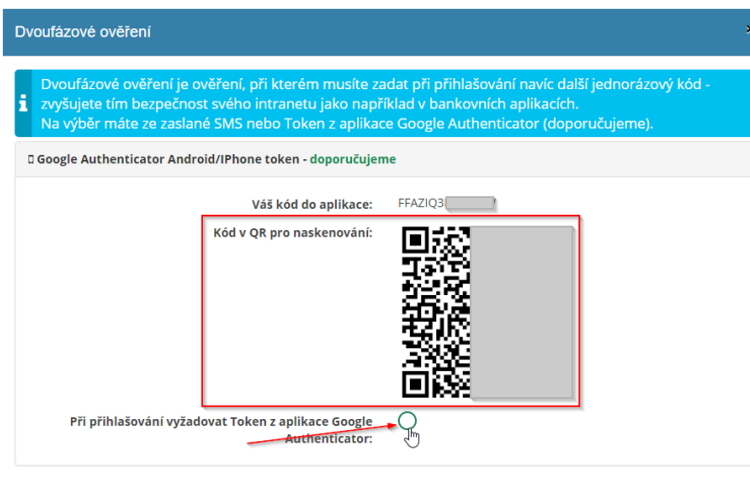 Dvoufázové ověření
Dvoufázové ověření je ověření, při kterém musíte zadat při přihlašování navíc další jednorázový kód -
zvyšujete tím bezpečnost svého intranetu jako například v bankovních aplikacích.
Na výběr máte ze zaslané SMS nebo Token z aplikace Google Authenticator (doporučujeme).
Google Authenticator Android/IPhone token - doporučujeme
Váš kód do aplikace: FFAZIQ3
Kód v QR pro naskenování:
Při přihlašování vyžadovat Token z aplikace Google
Authenticator: